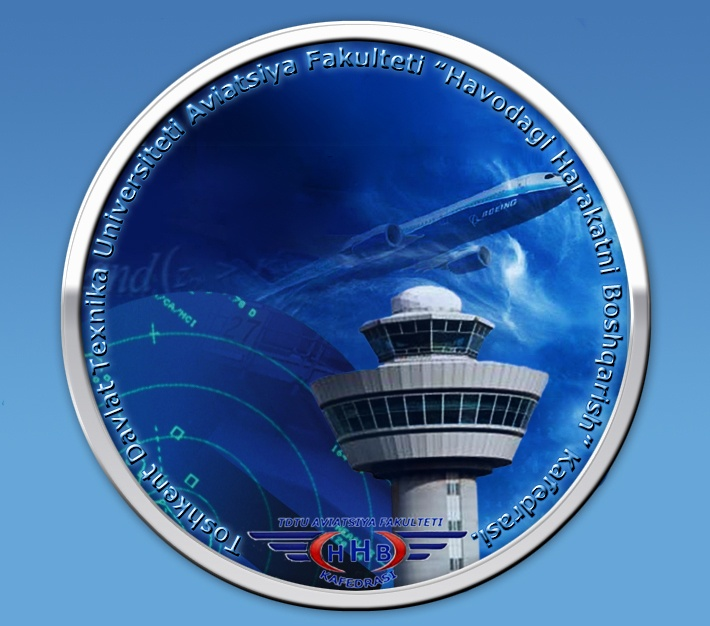 Toshkent Davlat Texnika Universiteti Aviatsiya Fakulteti "Havodagi Harakatni Boshqarish" Kafedrasi.
BOEING
TDTU AVIATSIYA FAKULTETI
HHB
KAFEDRASI